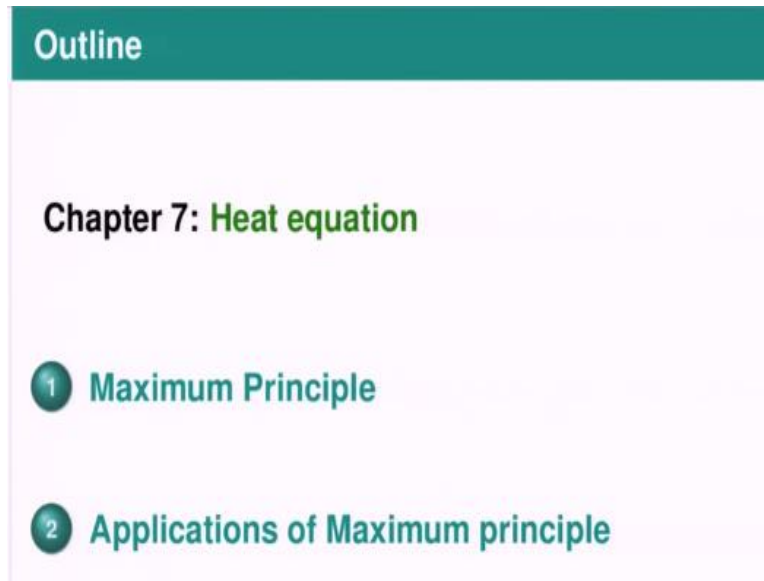 Outline
Chapter 7: Heat equation
1 Maximum Principle
2 Applications of Maximum principle